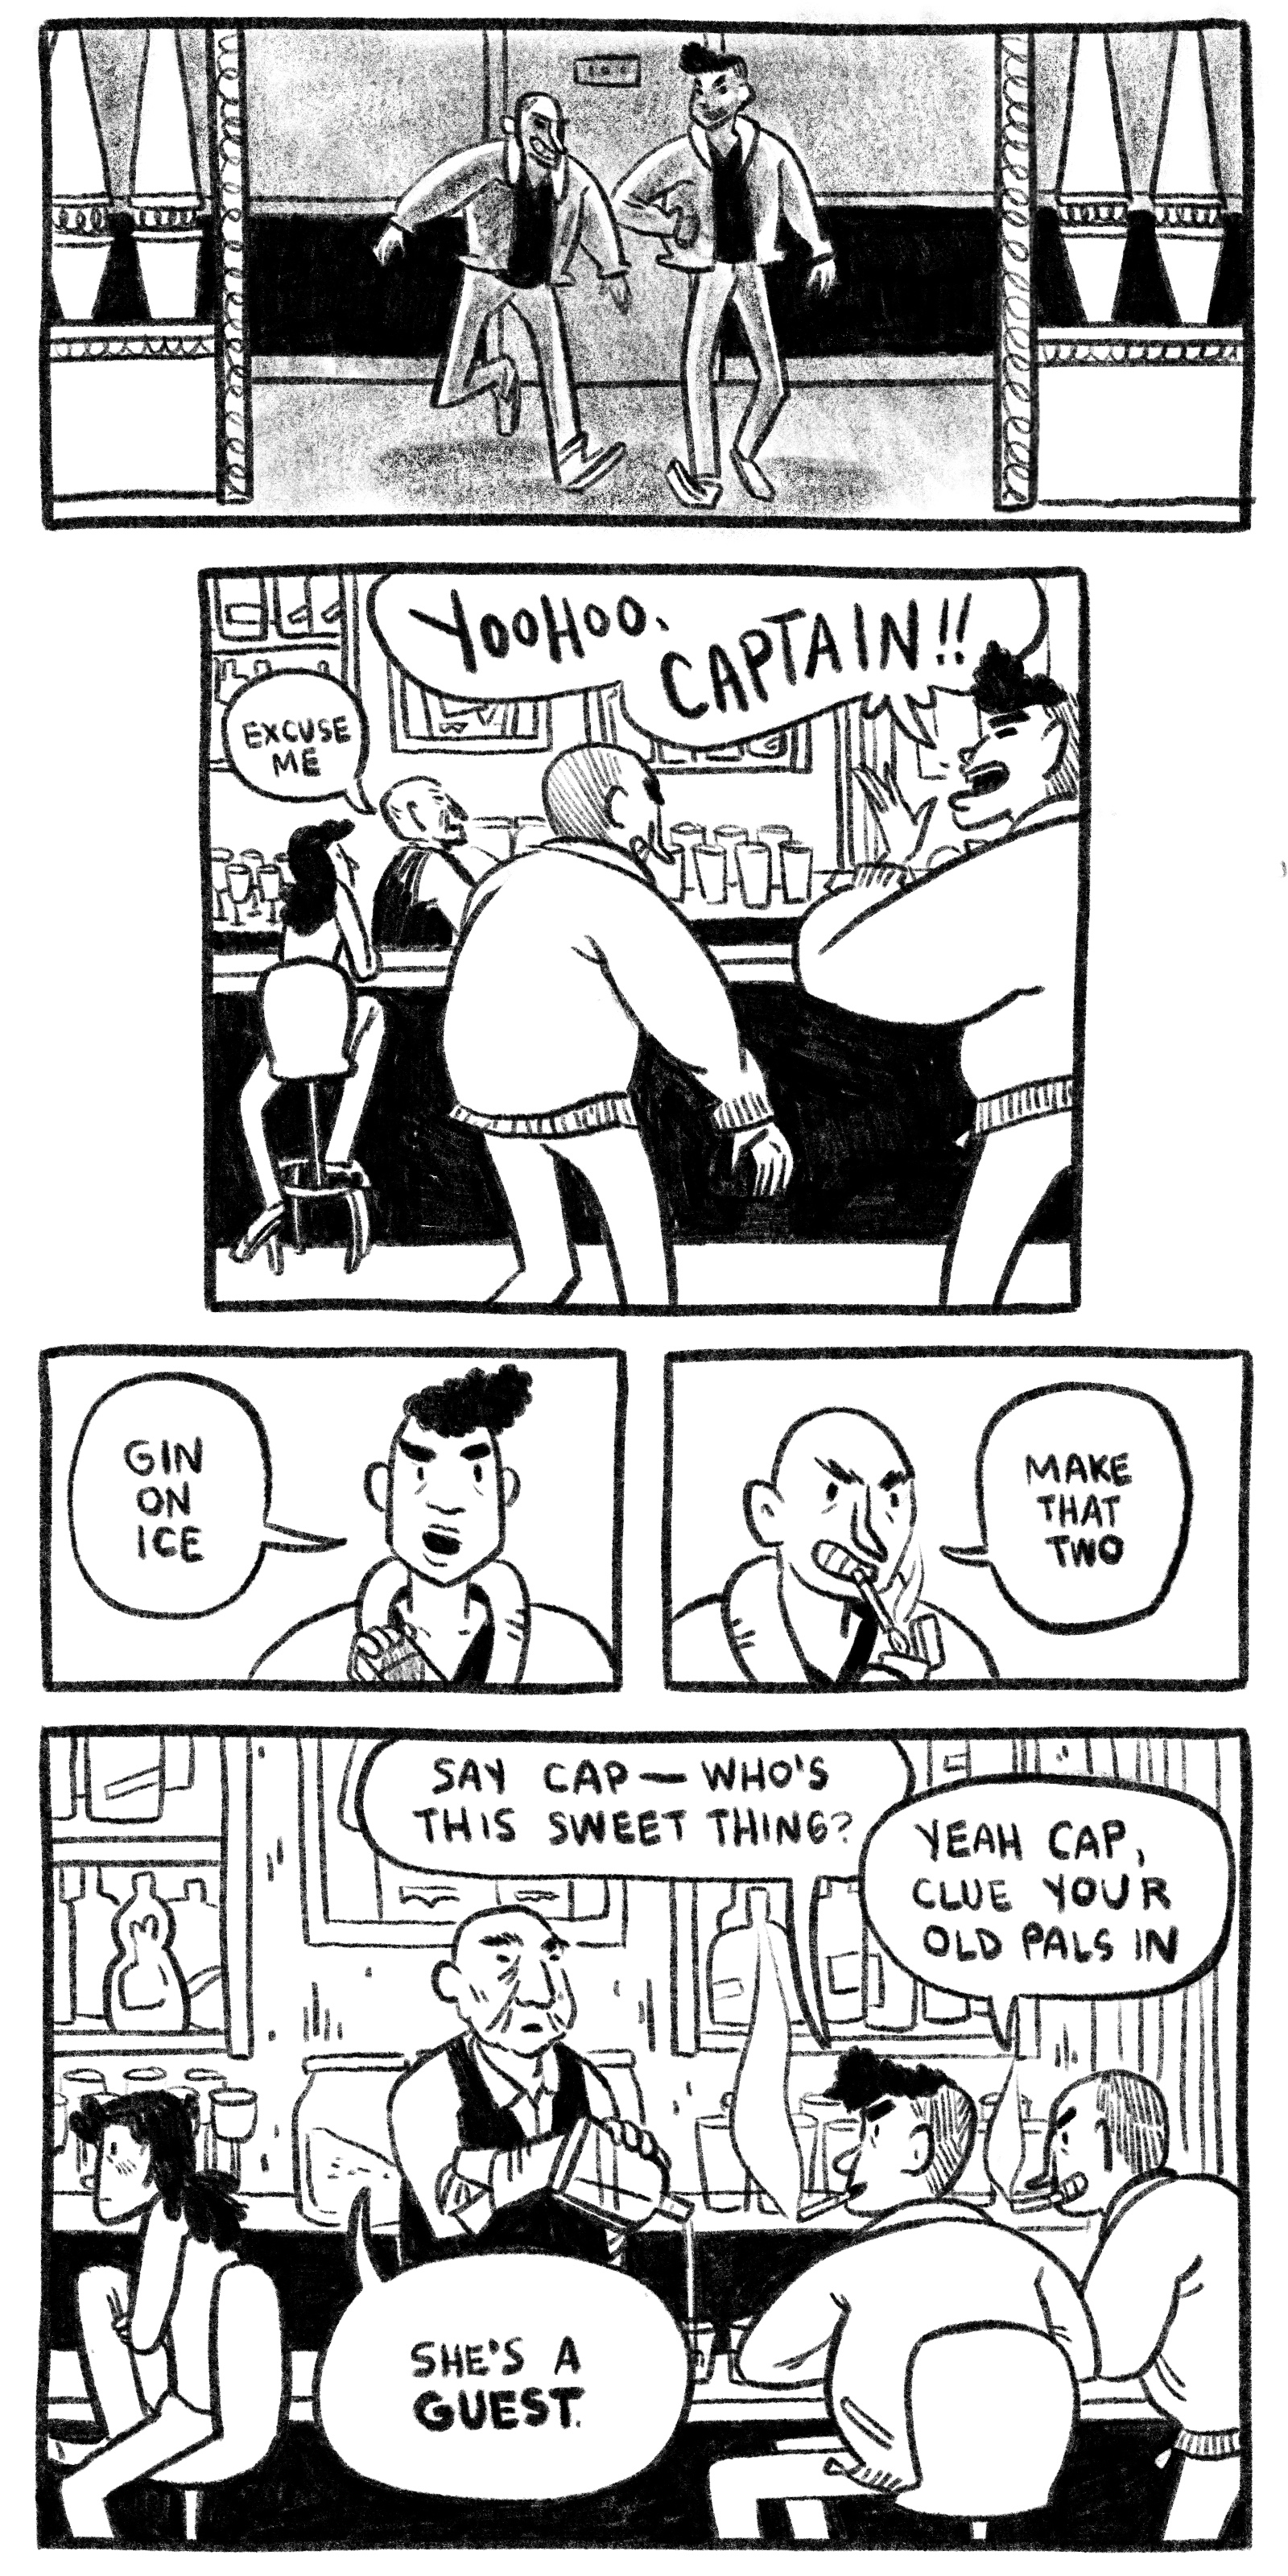 YOOHOO,
CAPTAIN!!
EXCUSE
ME
GIN
ON
ICE
MAKE
THAT
TWO
SAY CAP — WHO'S
THIS SWEET THING?
YEAH CAP,
CLUE YOUR
OLD PALS IN
SHE'S A
GUEST.